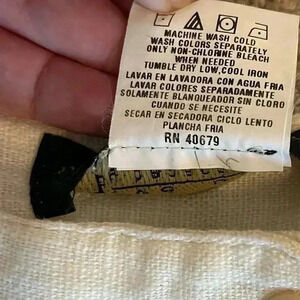 MACHINE WASH COLD
WASH COLORS SEPARATELY
ONLY NON-CHLORINE BLEACH
WHEN NEEDED
TUMBLE DRY LOW, COOL IRON
LAVAR EN LAVADORA CON AGUA FRIA
LAVAR COLORES SEPARADAMENTE
SOLAMENTE BLANQUEADOR SIN CLORO
CUANDO SE NECESITE
SECAR EN SECADORA CICLO LENTO
PLANCHA FRIA
RN 40679